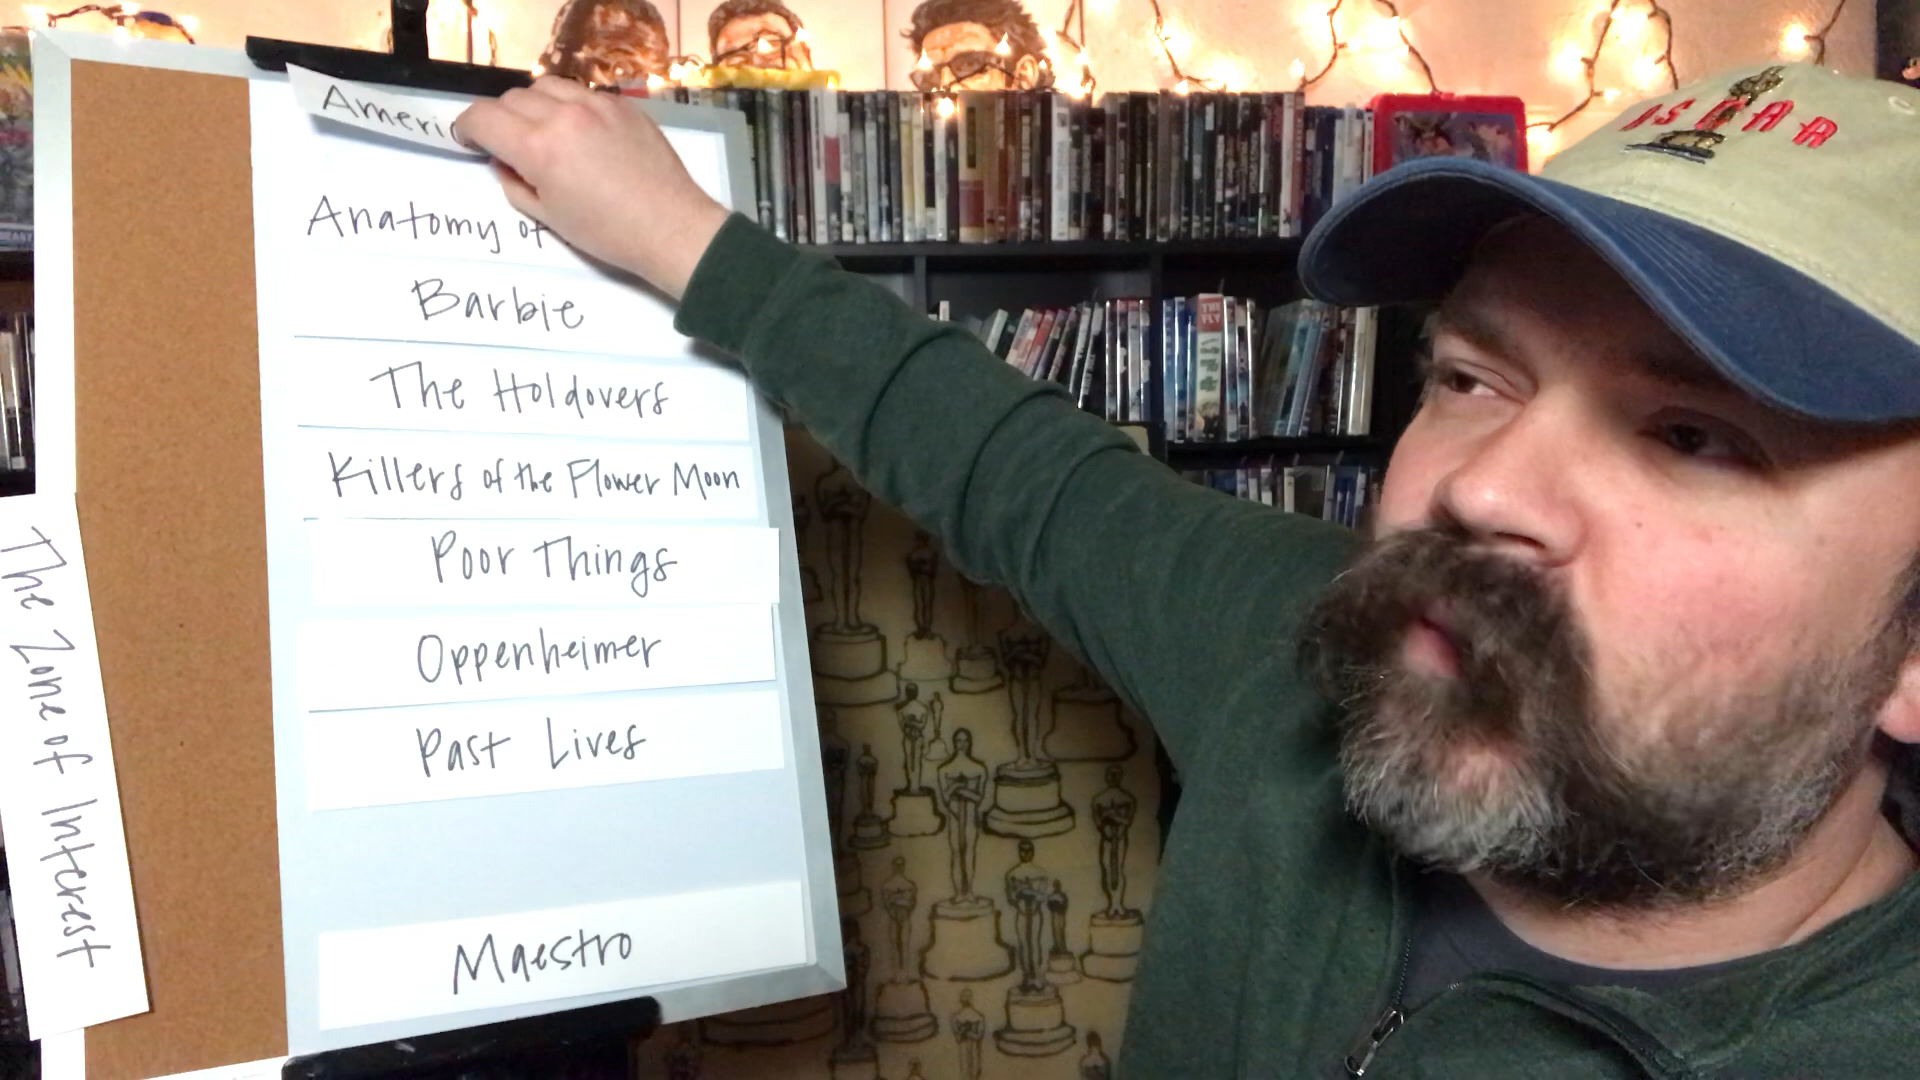 Ameri
Anatomy of
Barbie
The Holdovers
Killers of the Flower Moon
Poor Things
Oppenheimer
Past Lives
Maestro
The Zone of Interest
OSCAR